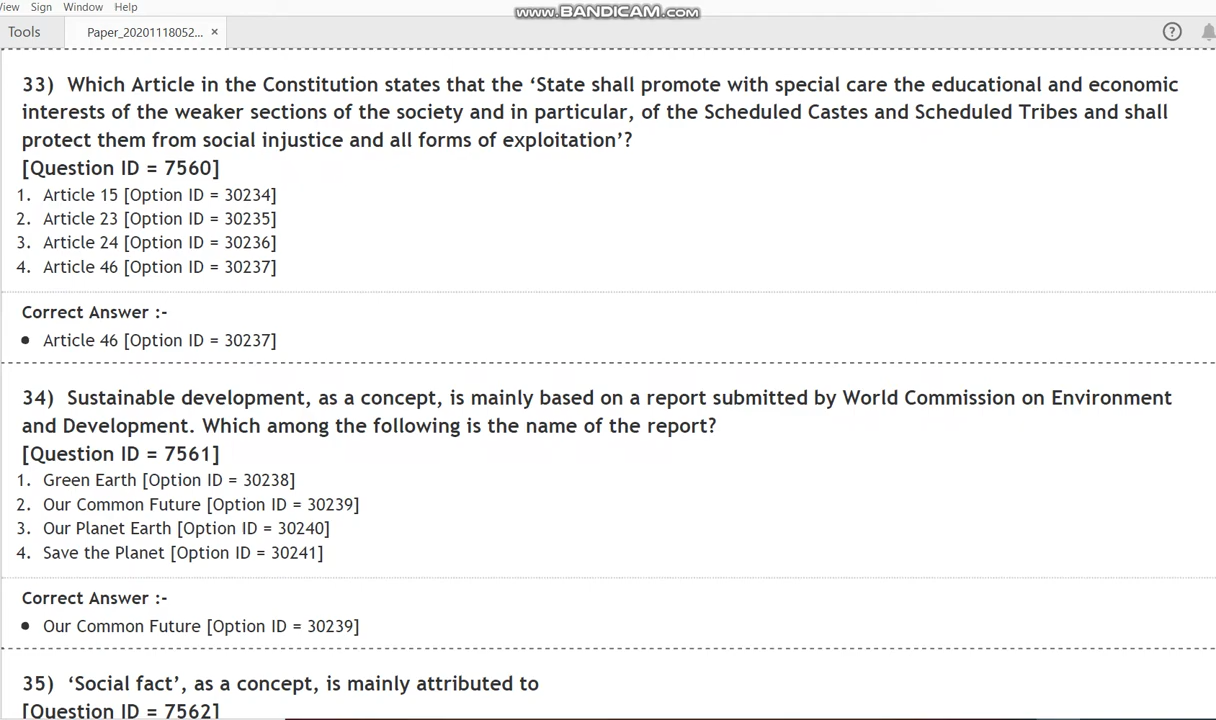 View Sign Window Help
www.BANDICAM.com
Tools Paper_20201118052... × ?
33) Which Article in the Constitution states that the ‘State shall promote with special care the educational and economic
interests of the weaker sections of the society and in particular, of the Scheduled Castes and Scheduled Tribes and shall
protect them from social injustice and all forms of exploitation’?
[Question ID = 7560]
1. Article 15 [Option ID = 30234]
2. Article 23 [Option ID = 30235]
3. Article 24 [Option ID = 30236]
4. Article 46 [Option ID = 30237]
Correct Answer :-
• Article 46 [Option ID = 30237]
34) Sustainable development, as a concept, is mainly based on a report submitted by World Commission on Environment
and Development. Which among the following is the name of the report?
[Question ID = 7561]
1. Green Earth [Option ID = 30238]
2. Our Common Future [Option ID = 30239]
3. Our Planet Earth [Option ID = 30240]
4. Save the Planet [Option ID = 30241]
Correct Answer :-
• Our Common Future [Option ID = 30239]
35) ‘Social fact’, as a concept, is mainly attributed to
[Question ID = 7562]